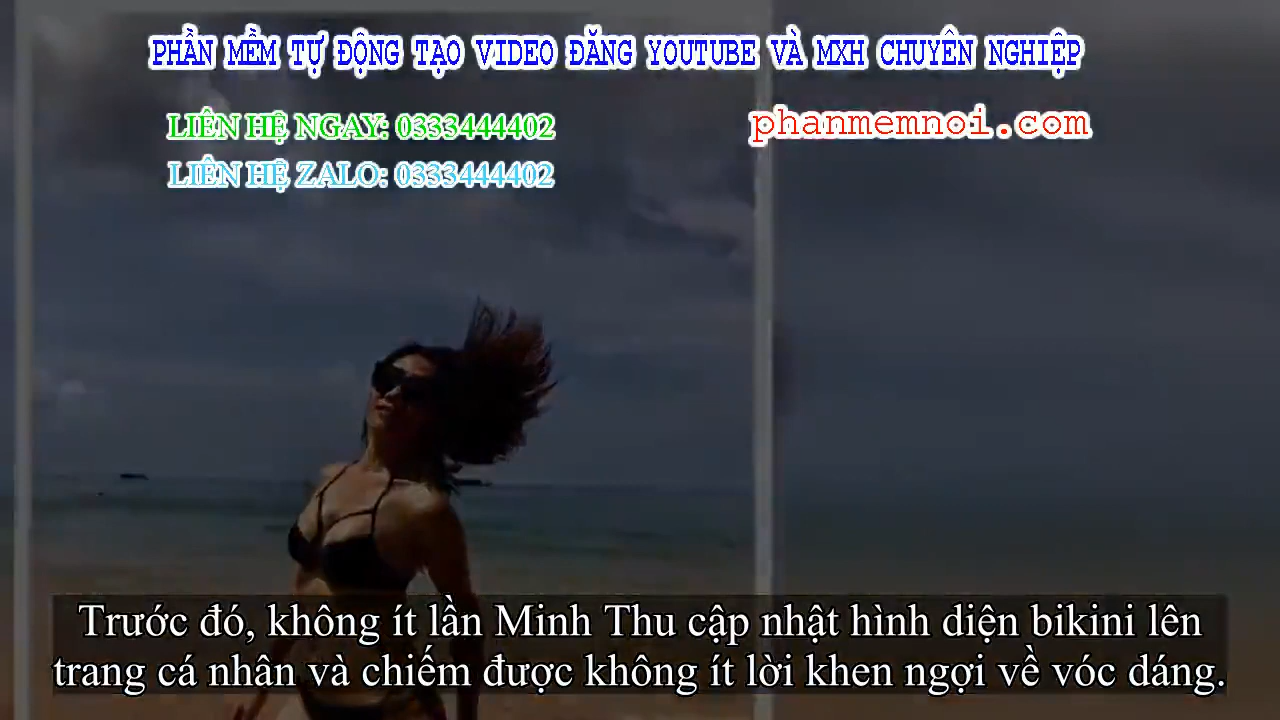 PHẦN MỀM TỰ ĐỘNG TẠO VIDEO ĐĂNG YOUTUBE VÀ MXH CHUYÊN NGHIỆP
LIÊN HỆ NGAY: 0333444402
phanmemnoi.com
LIÊN HỆ ZALO: 0333444402
Trước đó, không ít lần Minh Thu cập nhật hình diện bikini lên
trang cá nhân và chiếm được không ít lời khen ngợi về vóc dáng.